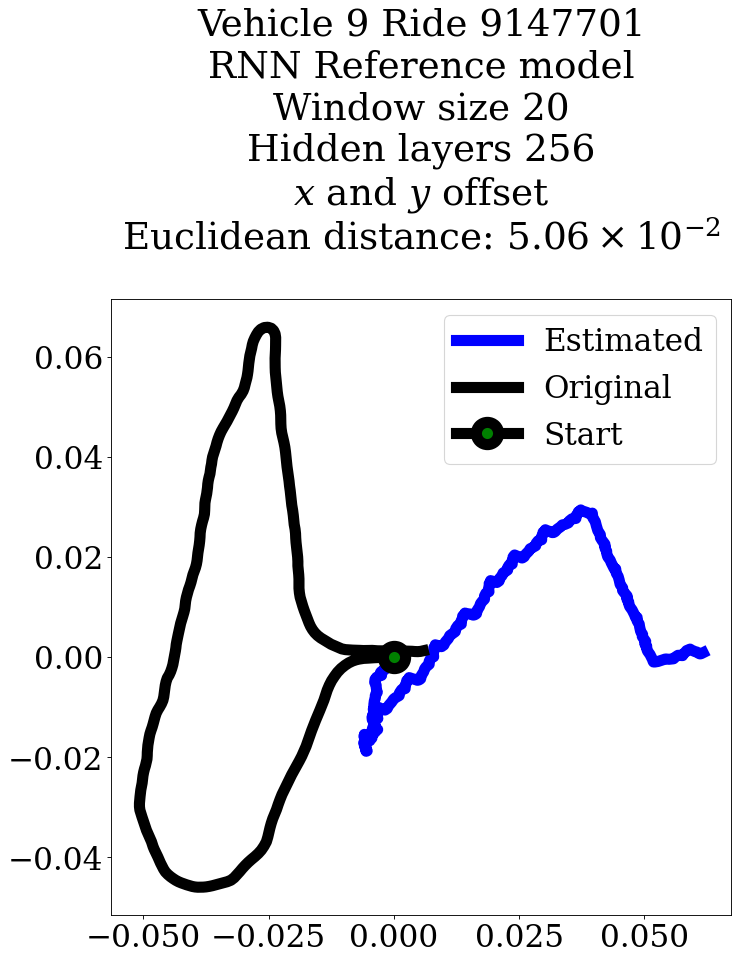 Vehicle 9 Ride 9147701
RNN Reference model
Window size 20
Hidden layers 256
x and y offset
Euclidean distance: 5.06 × 10⁻²
Estimated
Original
Start
0.06
0.04
0.02
0.00
−0.02
−0.04
−0.050 −0.025 0.000 0.025 0.050